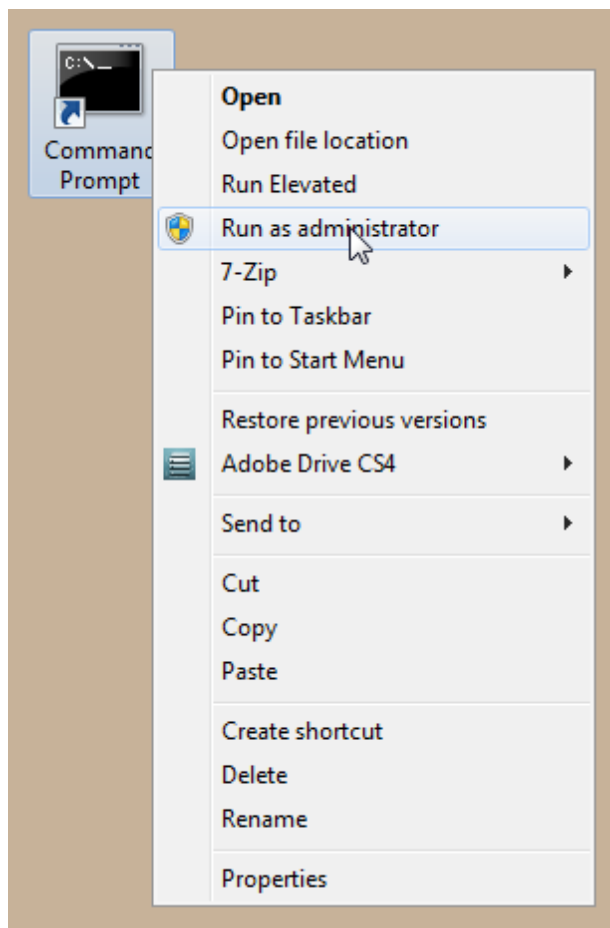 C:\_
Command
Prompt
Open
Open file location
Run Elevated
Run as administrator
7-Zip
Pin to Taskbar
Pin to Start Menu
Restore previous versions
Adobe Drive CS4
Send to
Cut
Copy
Paste
Create shortcut
Delete
Rename
Properties